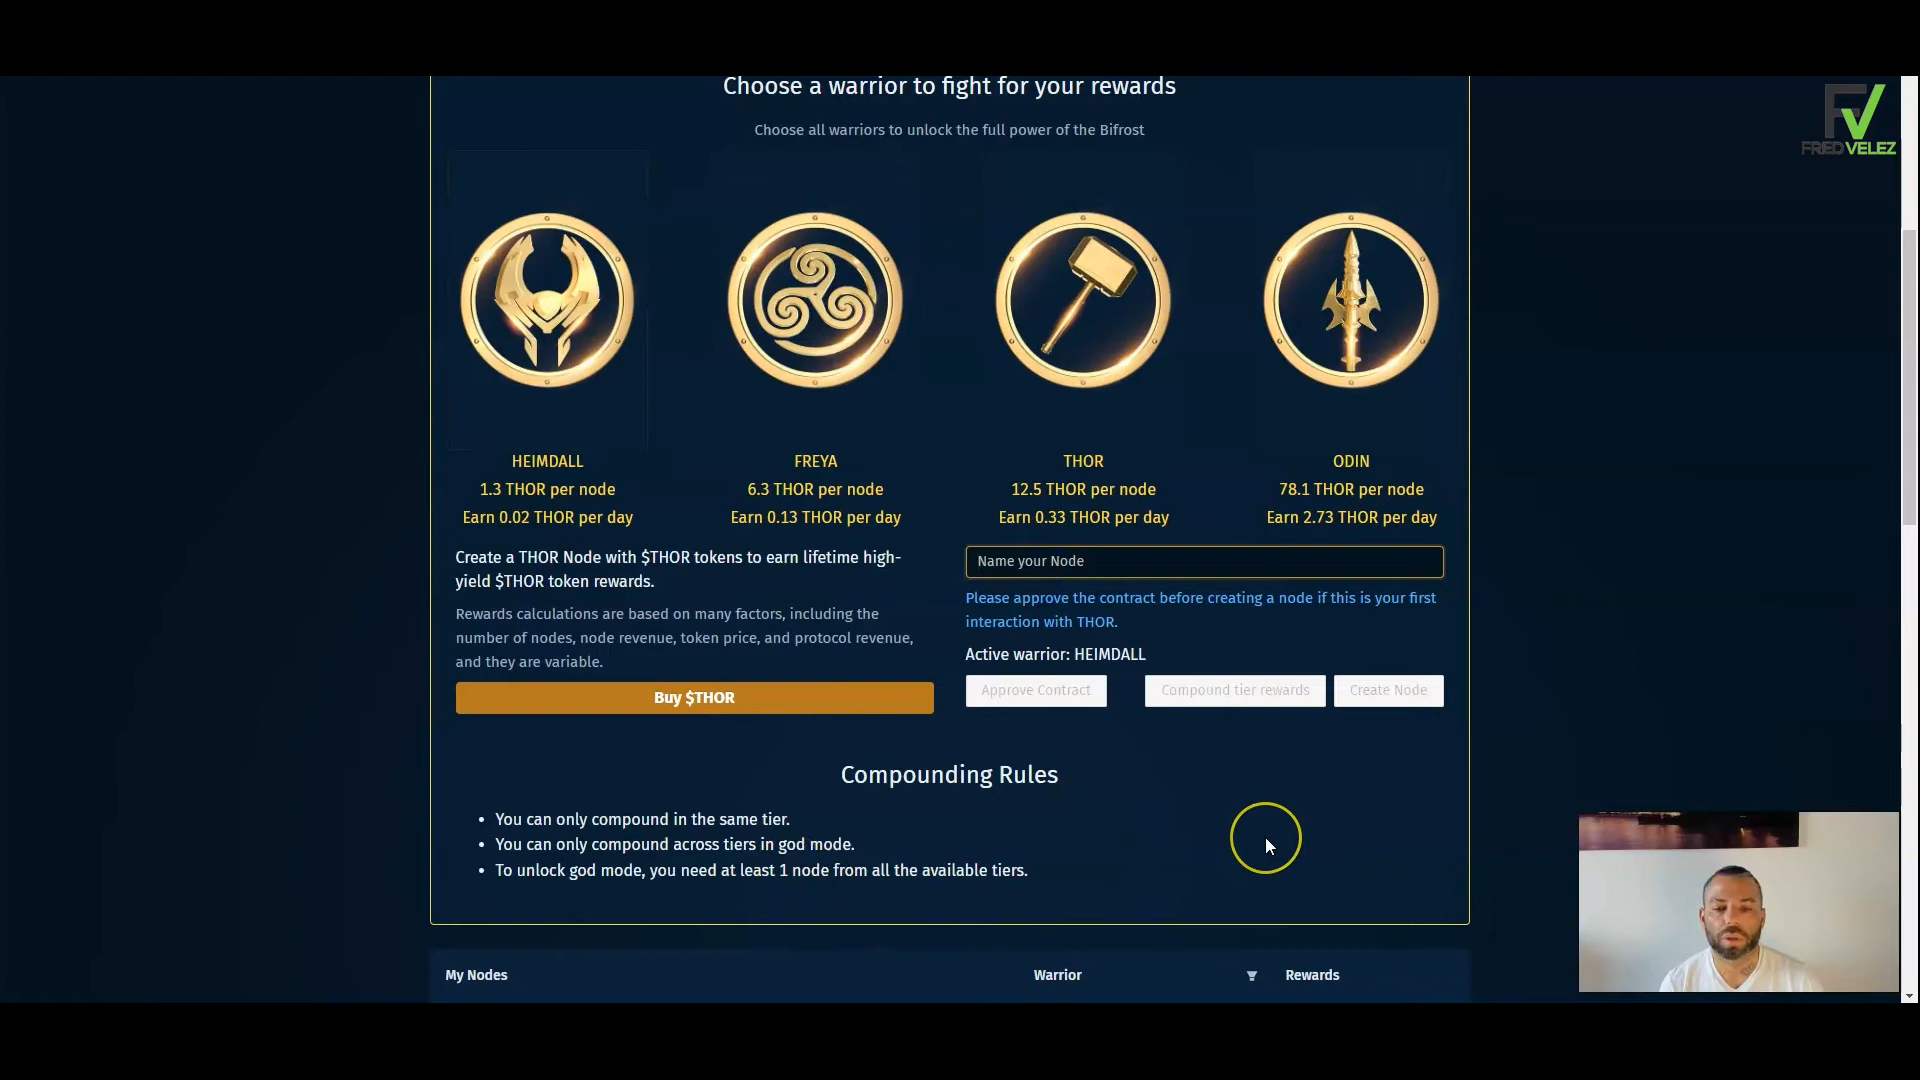 Choose a warrior to fight for your rewards
Choose all warriors to unlock the full power of the Bifrost
FV
FRED VELEZ
HEIMDALL
1.3 THOR per node
Earn 0.02 THOR per day
FREYA
6.3 THOR per node
Earn 0.13 THOR per day
THOR
12.5 THOR per node
Earn 0.33 THOR per day
ODIN
78.1 THOR per node
Earn 2.73 THOR per day
Create a THOR Node with $THOR tokens to earn lifetime high-
yield $THOR token rewards.
Rewards calculations are based on many factors, including the
number of nodes, node revenue, token price, and protocol revenue,
and they are variable.
Buy $THOR
Name your Node
Please approve the contract before creating a node if this is your first
interaction with THOR.
Active warrior: HEIMDALL
Approve Contract
Compound tier rewards
Create Node
Compounding Rules
• You can only compound in the same tier.
• You can only compound across tiers in god mode.
• To unlock god mode, you need at least 1 node from all the available tiers.
My Nodes
Warrior
Rewards